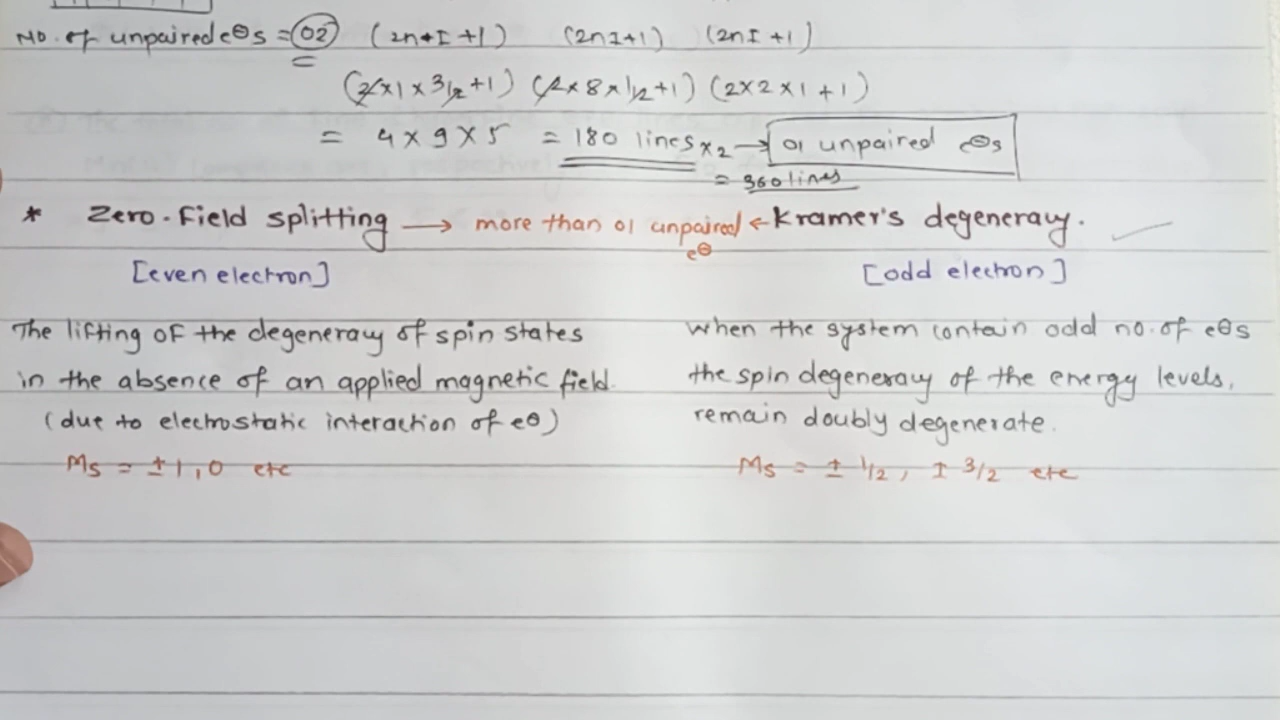 No. of unpaired e⊖s = 02 (2nI+1) (2nI+1) (2nI+1)
(2×1×3/2+1) (2×8×1/2+1) (2×2×1+1)
= 4×9×5 = 180 lines ×2 → 01 unpaired e⊖s
= 360 lines
* Zero-Field splitting → more than 01 unpaired e⊖ ← Kramer's degeneracy.
[even electron] [odd electron]
The lifting of the degeneracy of spin states
in the absence of an applied magnetic field.
(due to electrostatic interaction of e⊖)
Ms = ±1, 0 etc
when the system contain odd no. of e⊖s
the spin degeneracy of the energy levels,
remain doubly degenerate.
Ms = ± 1/2, ± 3/2 etc